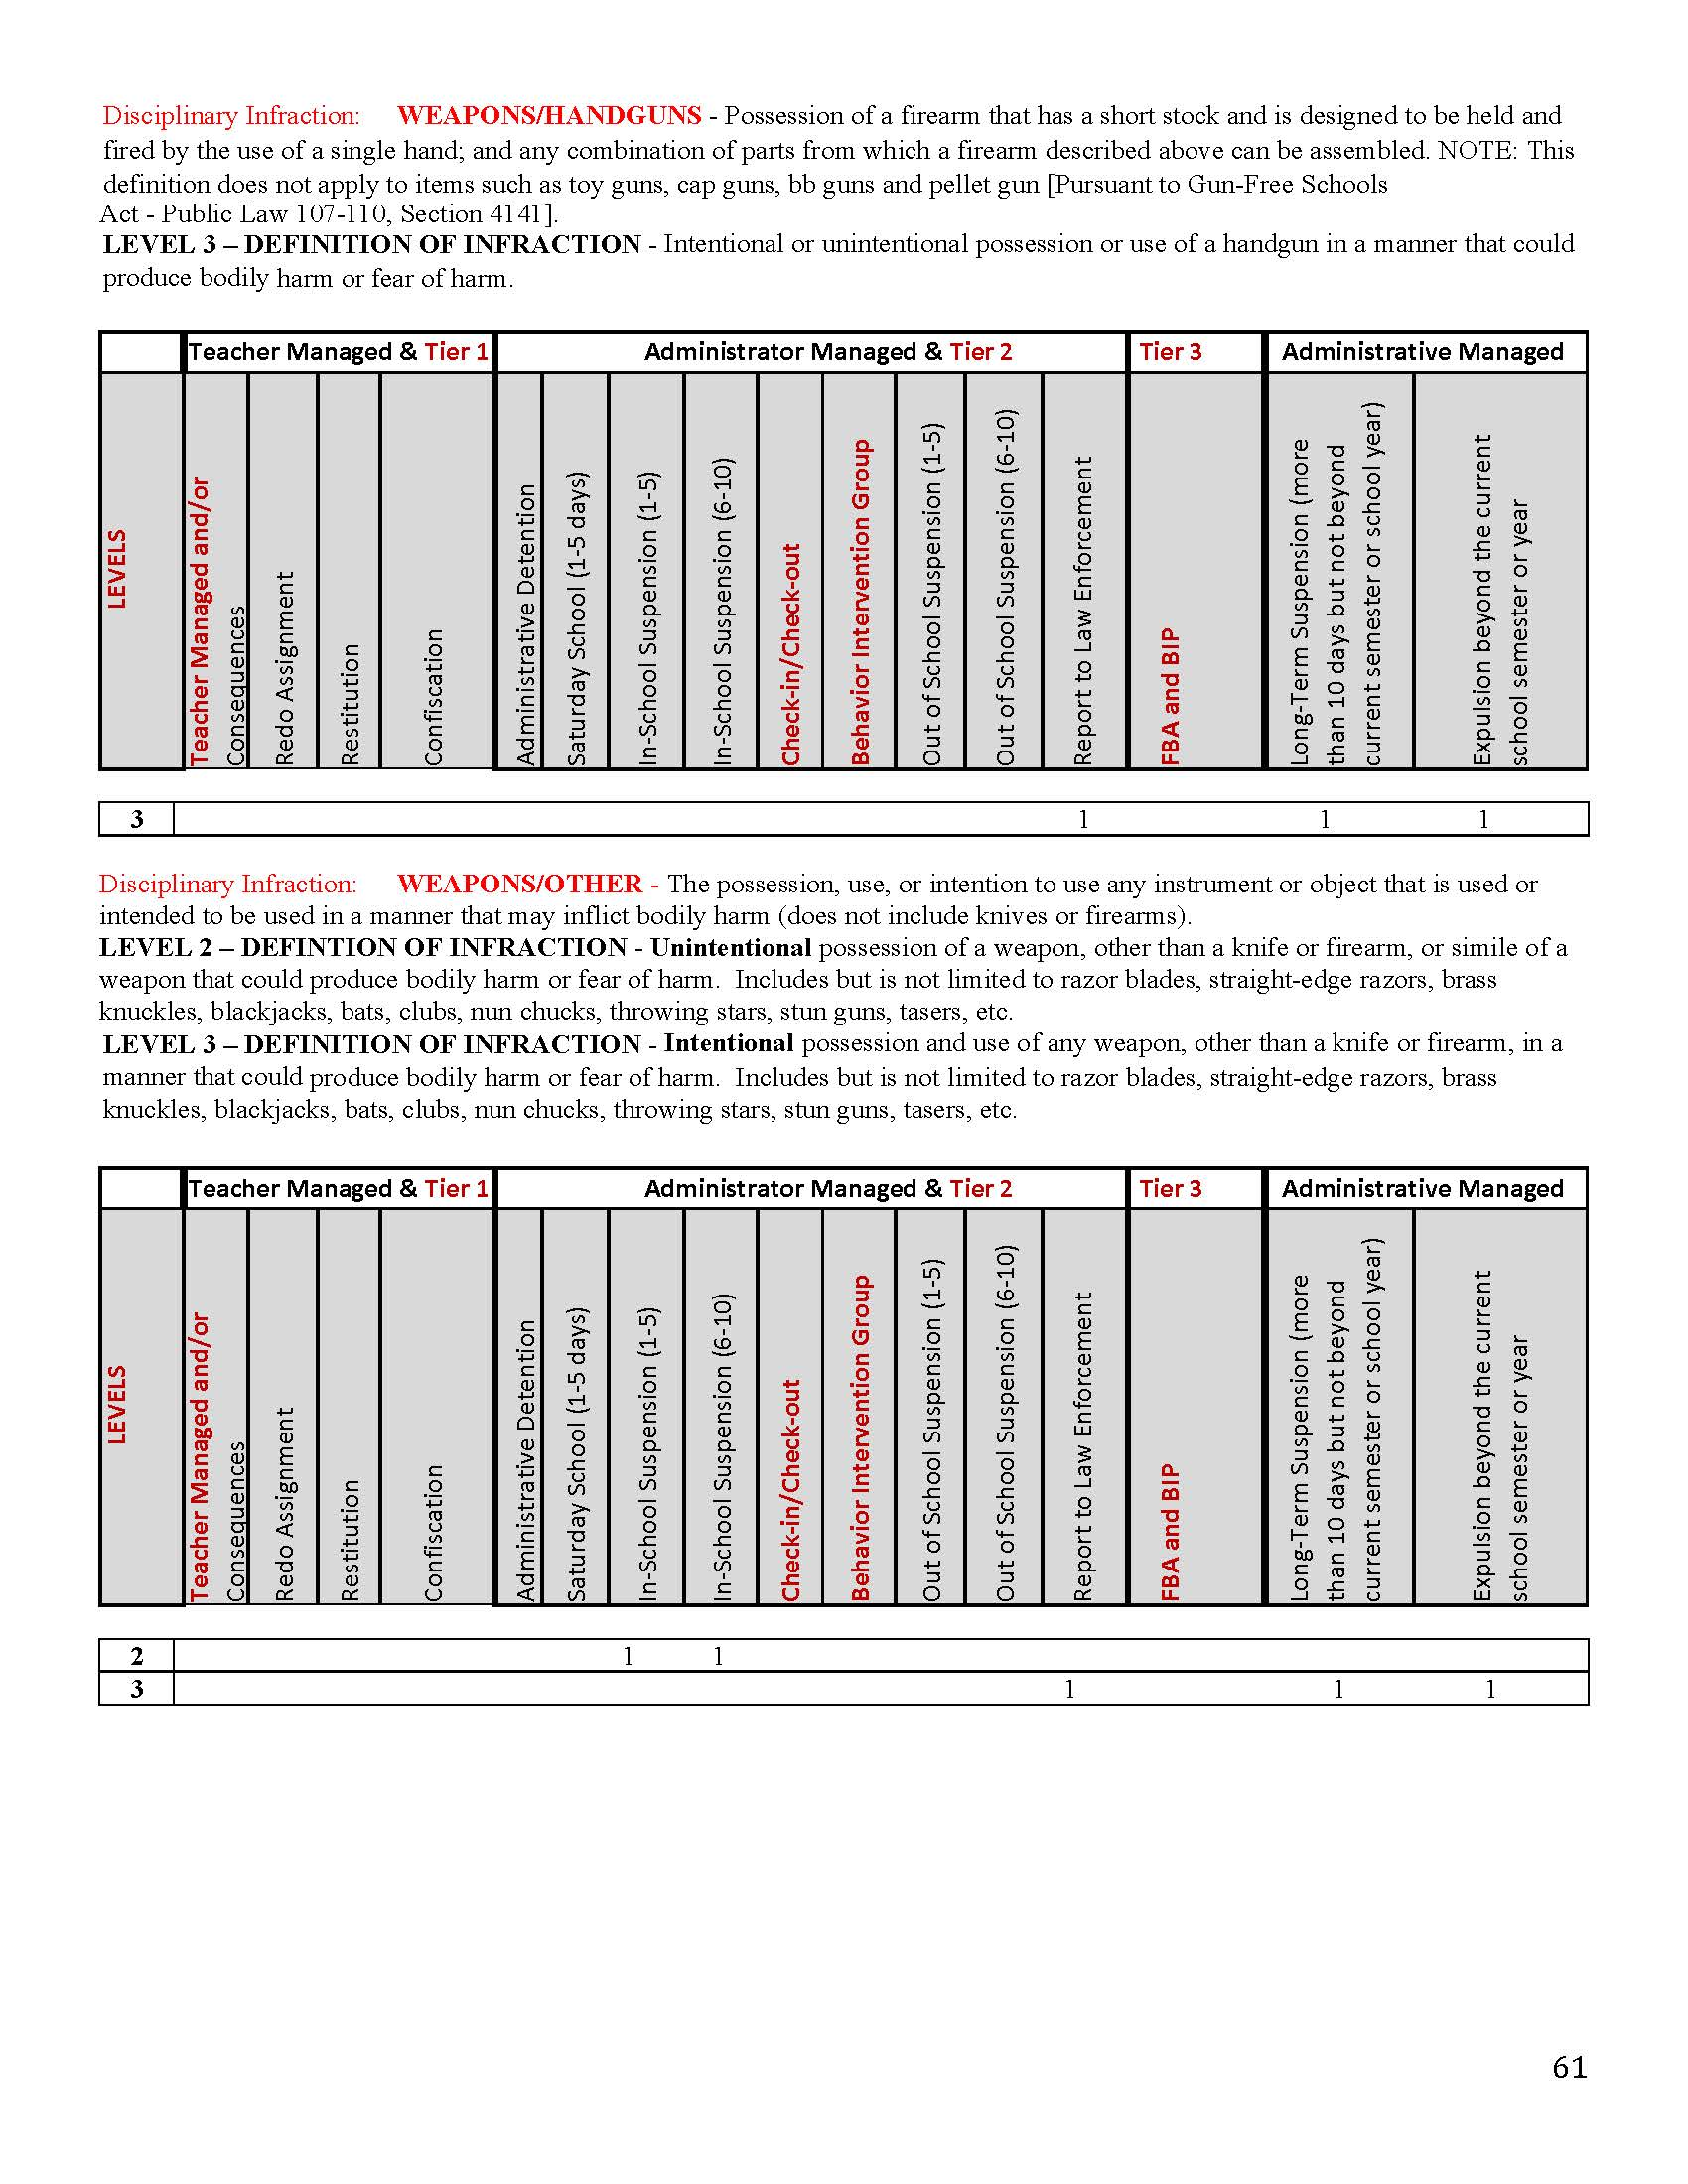 Disciplinary Infraction: WEAPONS/HANDGUNS - Possession of a firearm that has a short stock and is designed to be held and
fired by the use of a single hand; and any combination of parts from which a firearm described above can be assembled. NOTE: This
definition does not apply to items such as toy guns, cap guns, bb guns and pellet gun [Pursuant to Gun-Free Schools
Act - Public Law 107-110, Section 4141].
LEVEL 3 – DEFINITION OF INFRACTION - Intentional or unintentional possession or use of a handgun in a manner that could
produce bodily harm or fear of harm.
Teacher Managed & Tier 1 Administrator Managed & Tier 2 Tier 3 Administrative Managed
LEVELS
Teacher Managed and/or
Consequences
Redo Assignment
Restitution
Confiscation
Administrative Detention
Saturday School (1-5 days)
In-School Suspension (1-5)
In-School Suspension (6-10)
Check-in/Check-out
Behavior Intervention Group
Out of School Suspension (1-5)
Out of School Suspension (6-10)
Report to Law Enforcement
FBA and BIP
Long-Term Suspension (more
than 10 days but not beyond
current semester or school year)
Expulsion beyond the current
school semester or year
3 1 1 1
Disciplinary Infraction: WEAPONS/OTHER - The possession, use, or intention to use any instrument or object that is used or
intended to be used in a manner that may inflict bodily harm (does not include knives or firearms).
LEVEL 2 – DEFINTION OF INFRACTION - Unintentional possession of a weapon, other than a knife or firearm, or simile of a
weapon that could produce bodily harm or fear of harm. Includes but is not limited to razor blades, straight-edge razors, brass
knuckles, blackjacks, bats, clubs, nun chucks, throwing stars, stun guns, tasers, etc.
LEVEL 3 – DEFINITION OF INFRACTION - Intentional possession and use of any weapon, other than a knife or firearm, in a
manner that could produce bodily harm or fear of harm. Includes but is not limited to razor blades, straight-edge razors, brass
knuckles, blackjacks, bats, clubs, nun chucks, throwing stars, stun guns, tasers, etc.
Teacher Managed & Tier 1 Administrator Managed & Tier 2 Tier 3 Administrative Managed
LEVELS
Teacher Managed and/or
Consequences
Redo Assignment
Restitution
Confiscation
Administrative Detention
Saturday School (1-5 days)
In-School Suspension (1-5)
In-School Suspension (6-10)
Check-in/Check-out
Behavior Intervention Group
Out of School Suspension (1-5)
Out of School Suspension (6-10)
Report to Law Enforcement
FBA and BIP
Long-Term Suspension (more
than 10 days but not beyond
current semester or school year)
Expulsion beyond the current
school semester or year
2 1 1
3 1 1 1
61